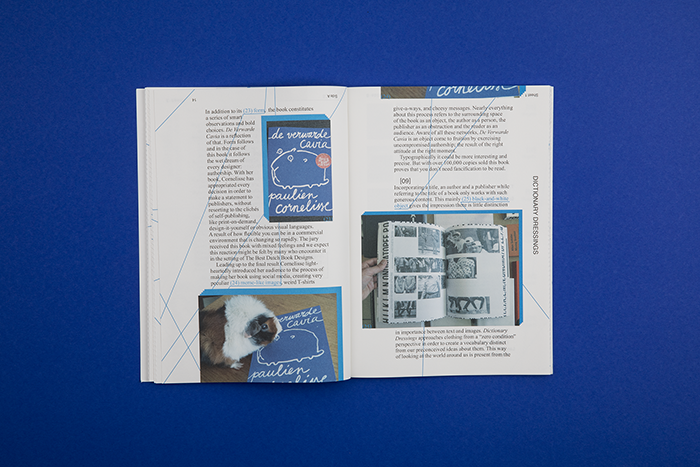 In addition to its (23) form, the book constitutes
a series of smart
observations and bold
choices. De Verwarde
Cavia is a reflection
of that. Form follows
and in the case of
this book it follows
the wet dream of
every designer:
authorship. With her
book, Cornelisse has
appropriated every
decision in order to
make a statement to
publishers, without
resorting to the clichés
of self-publishing,
like print-on-demand,
design-it-yourself or obvious visual languages.
A result of how flexible you can be in a commercial
environment that is changing so rapidly. The jury
received this book with mixed feelings and we expect
this reaction might be felt by many who encounter it
in the setting of The Best Dutch Book Designs.
Leading up to the final result Cornelisse light-
heartedly introduced her audience to the process of
making her book using social media, creating very
peculiar (24) meme-like images, weird T-shirts
de verwarde
cavia
paulien
cornelisse
de verwarde
cavia
paulien
cornelisse
cornelisse
give-a-ways, and cheesy messages. Nearly everything
about this process refers to the surrounding space
of the book as an object, the author as a person, the
publisher as an obstruction and the reader as an
audience. Aware of all these networks, De Verwarde
Cavia is an object come to fruition by exercising
uncompromised authorship; the result of the right
attitude at the right moment.
Typographically it could be more interesting and
precise. But with over 100,000 copies sold this book
proves that you don't need fancification to be read.
[09]
Incorporating a title, an author and a publisher while
referring to the title of a book only works with such
generous content. This mainly (25) black-and-white
object gives the impression there is little distinction
DICTIONARY DRESSINGS
in importance between text and images. Dictionary
Dressings approaches clothing from a "zero condition"
perspective in order to create a vocabulary distinct
from our preconceived ideas about them. This way
of looking at the world around us is present from the